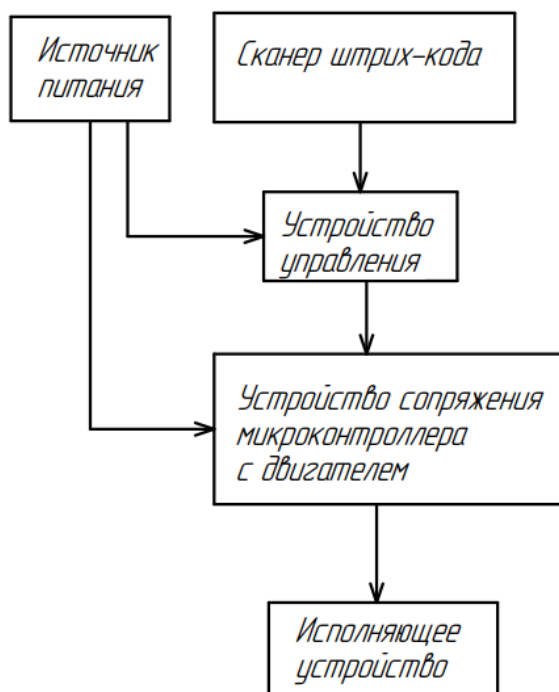 Источник
питания
Сканер штрих-кода
Устройство
управления
Устройство сопряжения
микроконтроллера
с двигателем
Исполняющее
устройство